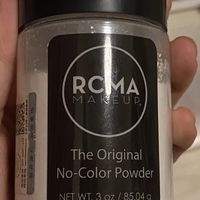 RCMA
MAKEUP
The Original
No-Color Powder
NET WT. 3 oz / 85.04 g